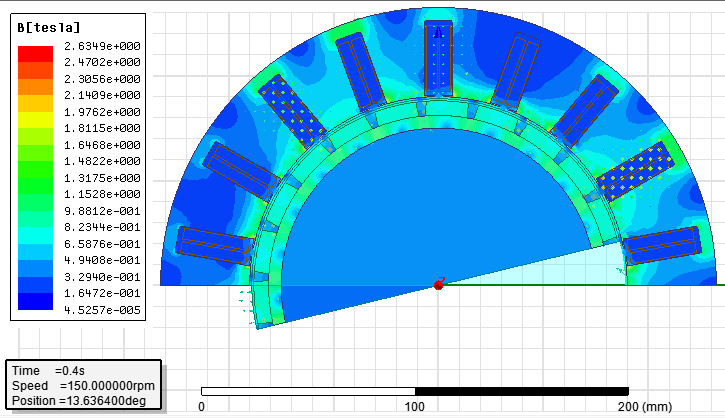 B[tesla]
2.6349e+000
2.4702e+000
2.3056e+000
2.1409e+000
1.9762e+000
1.8115e+000
1.6468e+000
1.4822e+000
1.3175e+000
1.1528e+000
9.8812e-001
8.2344e-001
6.5876e-001
4.9408e-001
3.2940e-001
1.6472e-001
4.5257e-005
Time =0.4s
Speed =150.000000rpm
Position =13.636400deg
0 100 200 (mm)